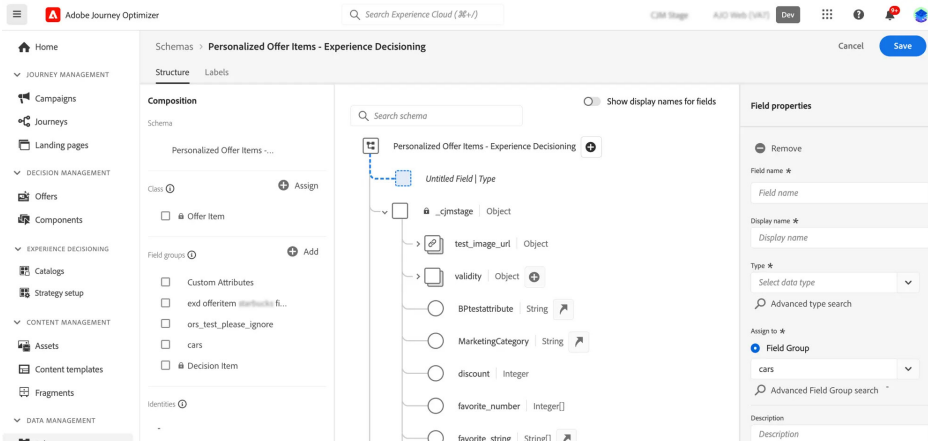 Adobe Journey Optimizer
Search Experience Cloud (⌘+/)
CJM Stage
AJO Web (VA7)
Dev
9+
Home
JOURNEY MANAGEMENT
Campaigns
Journeys
Landing pages
DECISION MANAGEMENT
Offers
Components
EXPERIENCE DECISIONING
Catalogs
Strategy setup
CONTENT MANAGEMENT
Assets
Content templates
Fragments
DATA MANAGEMENT
Schemas > Personalized Offer Items - Experience Decisioning
Cancel
Save
Structure
Labels
Composition
Schema
Personalized Offer Items -...
Class
Assign
Offer Item
Field groups
Add
Custom Attributes
exd offeritem starbucks fi...
ors_test_please_ignore
cars
Decision Item
Identities
-
Search schema
Show display names for fields
Personalized Offer Items - Experience Decisioning
Untitled Field | Type
_cjmstage | Object
test_image_url | Object
validity | Object
BPtestattribute | String
MarketingCategory | String
discount | Integer
favorite_number | Integer[]
favorite_string | String[]
Field properties
Remove
Field name *
Field name
Display name *
Display name
Type *
Select data type
Advanced type search
Assign to *
Field Group
cars
Advanced Field Group search
Description
Description